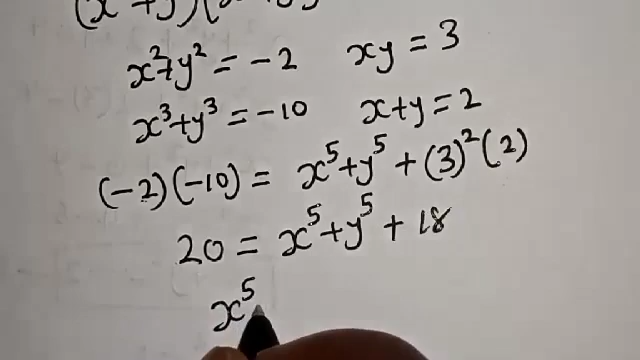 x² + y² = -2 xy = 3
x³ + y³ = -10 x + y = 2
(-2)(-10) = x⁵ + y⁵ + (3)²(2)
20 = x⁵ + y⁵ + 18
x⁵